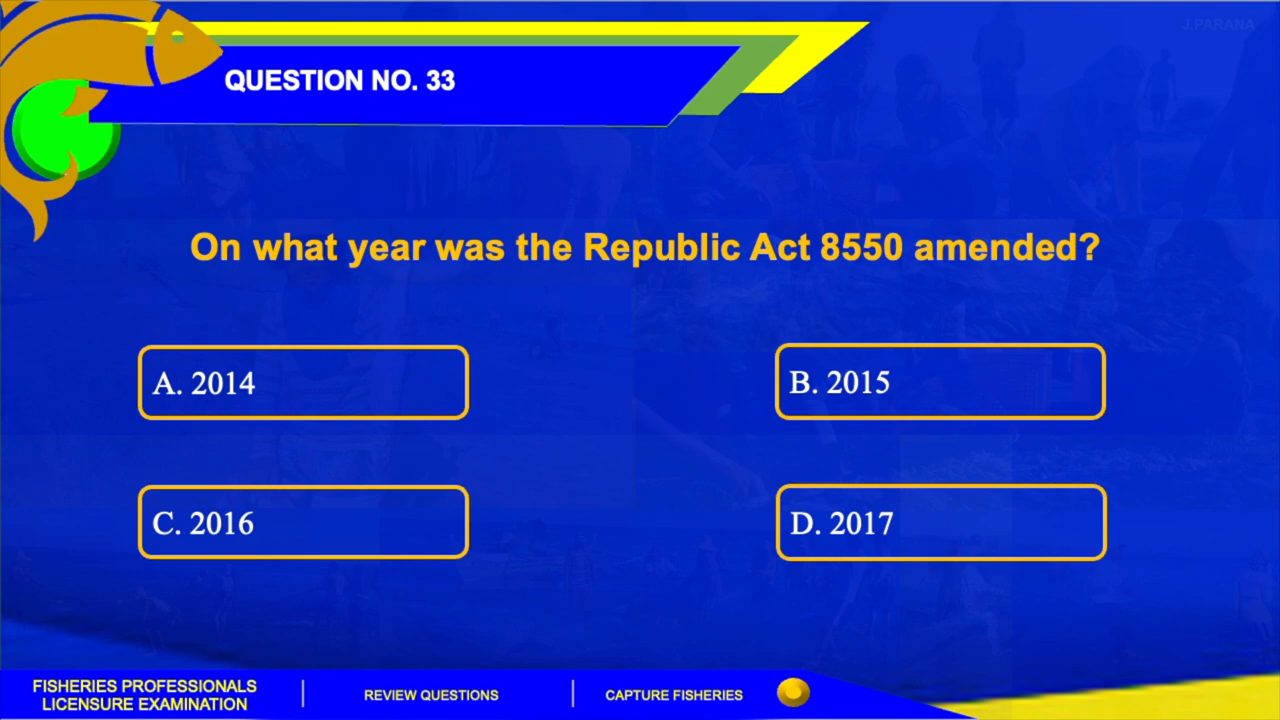 J.PARANA
QUESTION NO. 33
On what year was the Republic Act 8550 amended?
A. 2014
B. 2015
C. 2016
D. 2017
FISHERIES PROFESSIONALS
LICENSURE EXAMINATION
REVIEW QUESTIONS
CAPTURE FISHERIES